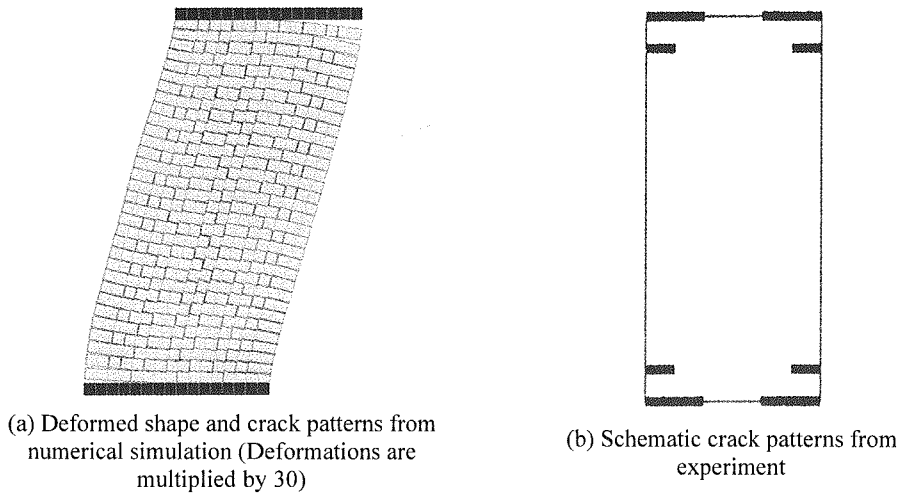 (a) Deformed shape and crack patterns from
numerical simulation (Deformations are
multiplied by 30)
(b) Schematic crack patterns from
experiment